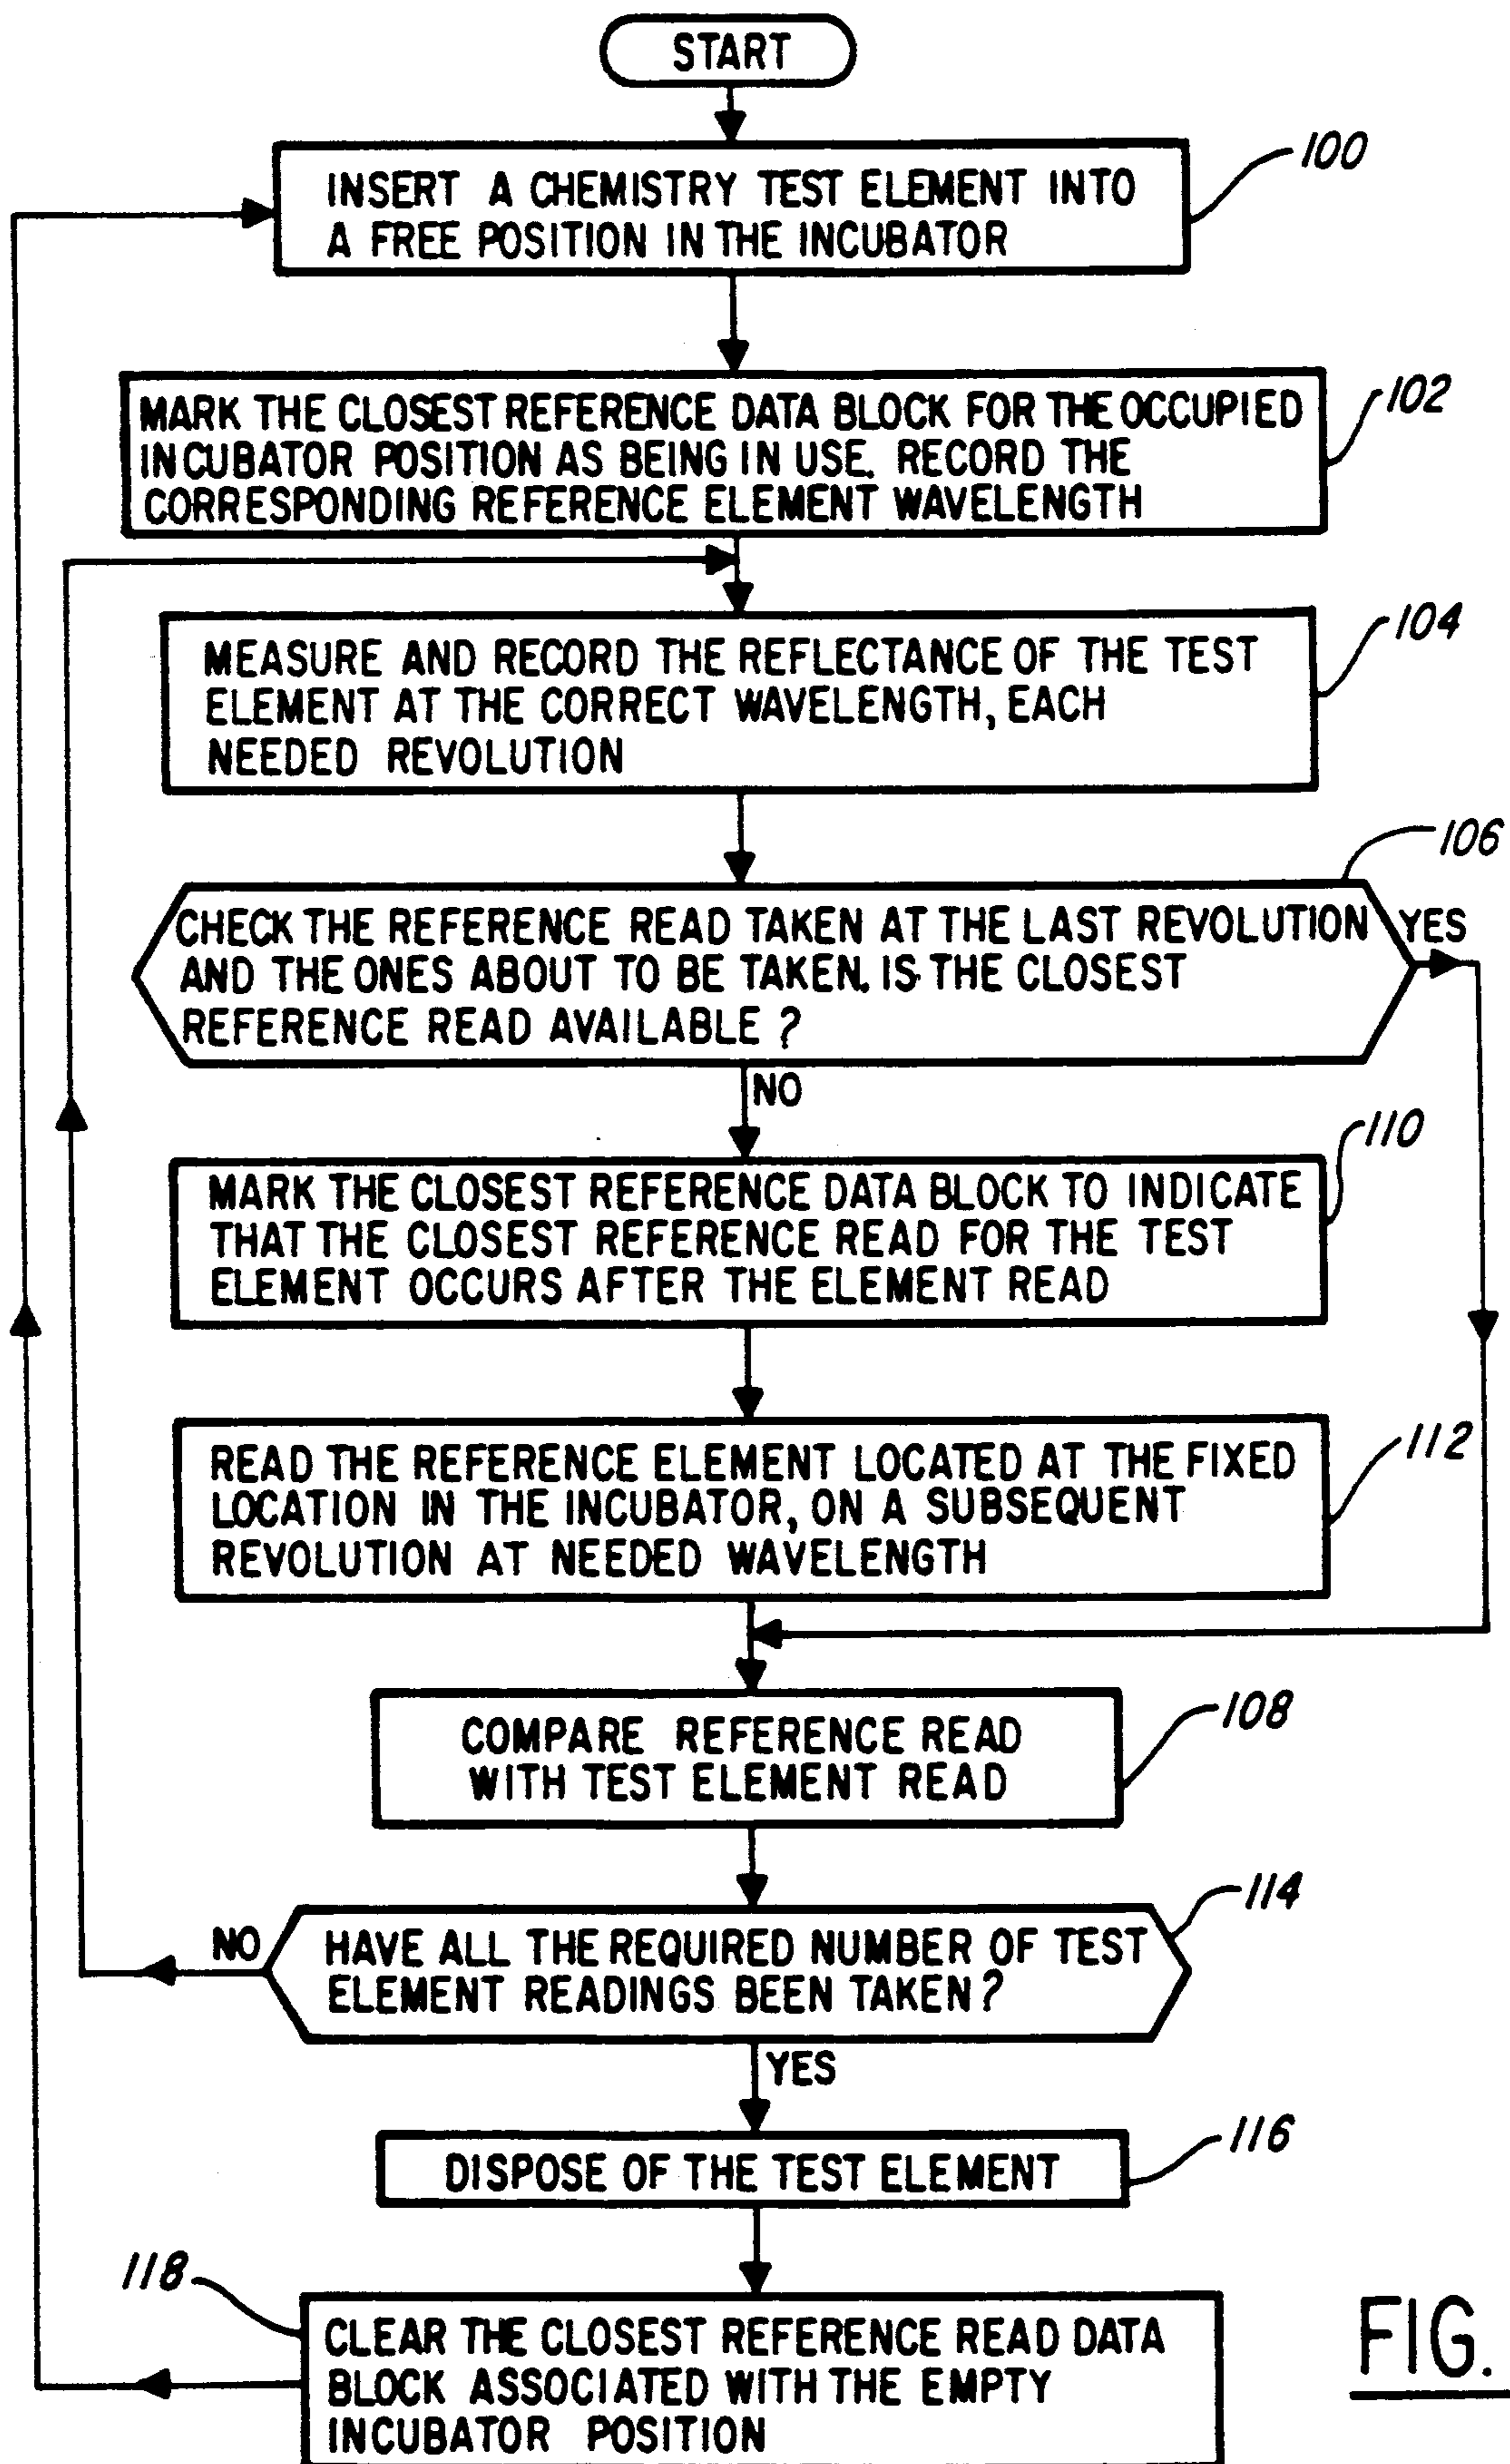 START
100
INSERT A CHEMISTRY TEST ELEMENT INTO
A FREE POSITION IN THE INCUBATOR
102
MARK THE CLOSEST REFERENCE DATA BLOCK FOR THE OCCUPIED
INCUBATOR POSITION AS BEING IN USE. RECORD THE
CORRESPONDING REFERENCE ELEMENT WAVELENGTH
104
MEASURE AND RECORD THE REFLECTANCE OF THE TEST
ELEMENT AT THE CORRECT WAVELENGTH, EACH
NEEDED REVOLUTION
106
CHECK THE REFERENCE READ TAKEN AT THE LAST REVOLUTION
AND THE ONES ABOUT TO BE TAKEN. IS THE CLOSEST
REFERENCE READ AVAILABLE ?
YES
NO
110
MARK THE CLOSEST REFERENCE DATA BLOCK TO INDICATE
THAT THE CLOSEST REFERENCE READ FOR THE TEST
ELEMENT OCCURS AFTER THE ELEMENT READ
112
READ THE REFERENCE ELEMENT LOCATED AT THE FIXED
LOCATION IN THE INCUBATOR, ON A SUBSEQUENT
REVOLUTION AT NEEDED WAVELENGTH
108
COMPARE REFERENCE READ
WITH TEST ELEMENT READ
114
NO
HAVE ALL THE REQUIRED NUMBER OF TEST
ELEMENT READINGS BEEN TAKEN ?
YES
116
DISPOSE OF THE TEST ELEMENT
118
CLEAR THE CLOSEST REFERENCE READ DATA
BLOCK ASSOCIATED WITH THE EMPTY
INCUBATOR POSITION
FIG.